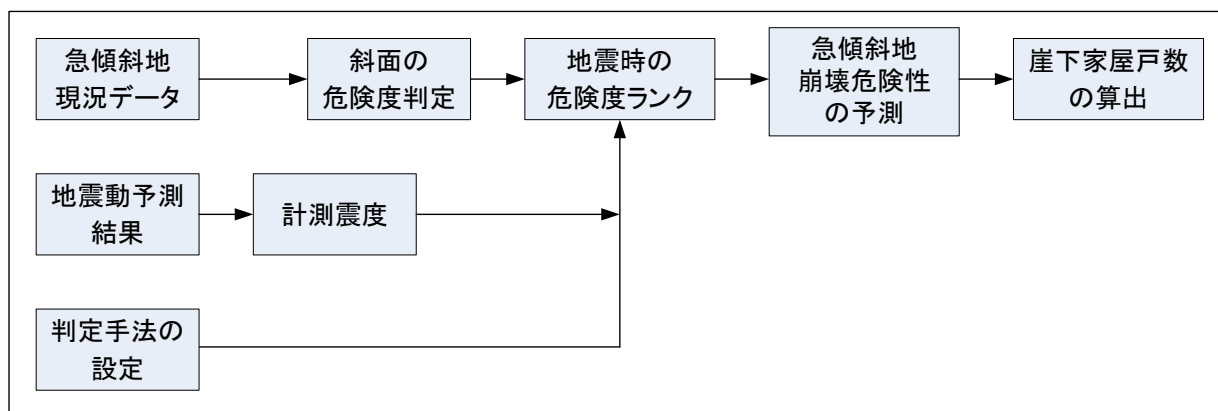 急傾斜地
現況データ
斜面の
危険度判定
地震時の
危険度ランク
急傾斜地
崩壊危険性
の予測
崖下家屋戸数
の算出
地震動予測
結果
計測震度
判定手法の
設定